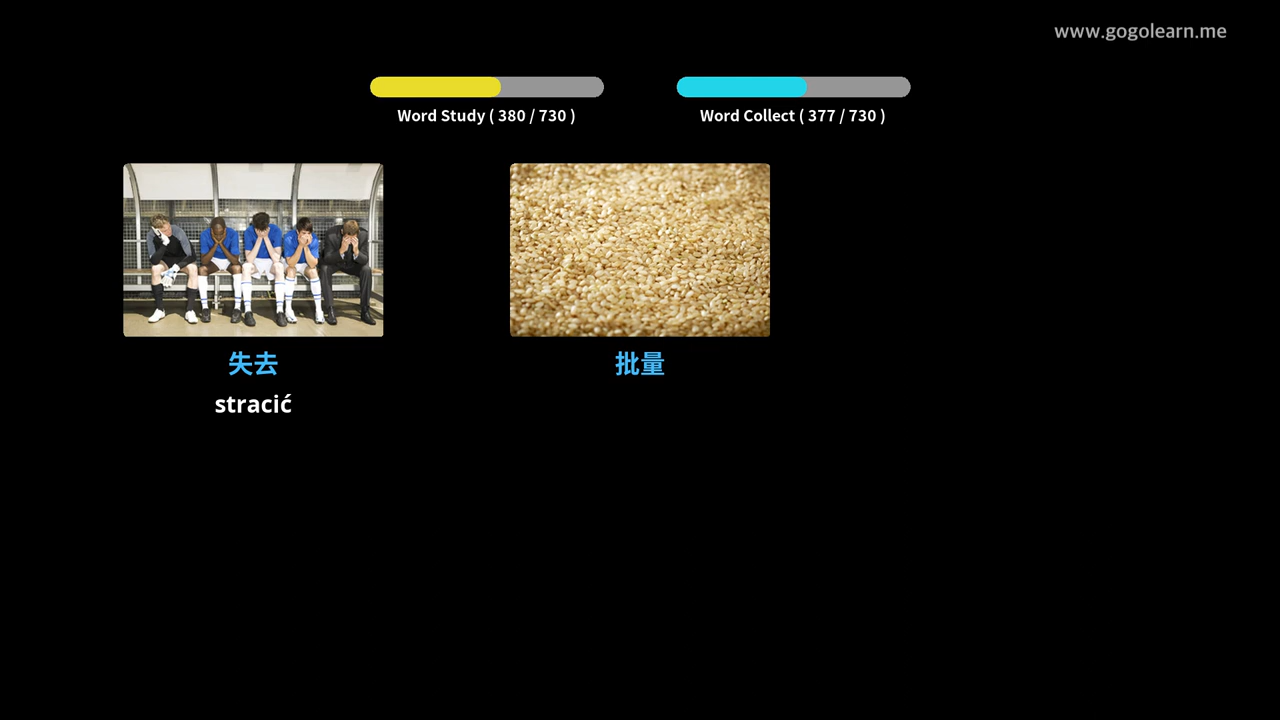 www.gogolearn.me
Word Study ( 380 / 730 )
Word Collect ( 377 / 730 )
失去
批量
stracić